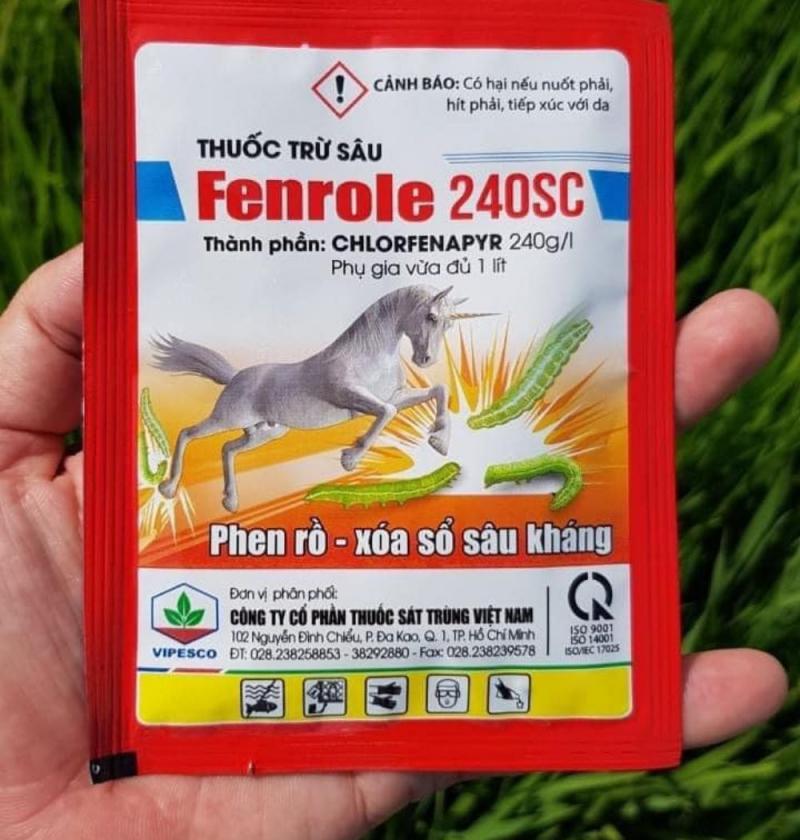 CẢNH BÁO: Có hại nếu nuốt phải,
hít phải, tiếp xúc với da
THUỐC TRỪ SÂU
Fenrole 240SC
Thành phần: CHLORFENAPYR 240g/l
Phụ gia vừa đủ 1 lít
Phen rồ - xóa sổ sâu kháng
VIPESCO
Đơn vị phân phối:
CÔNG TY CỔ PHẦN THUỐC SÁT TRÙNG VIỆT NAM
102 Nguyễn Đình Chiểu, P. Đa Kao, Q. 1, TP. Hồ Chí Minh
ĐT: 028.238258853 - 38292880 - Fax: 028.238239578
ISO 9001
ISO 14001
ISO/IEC 17025